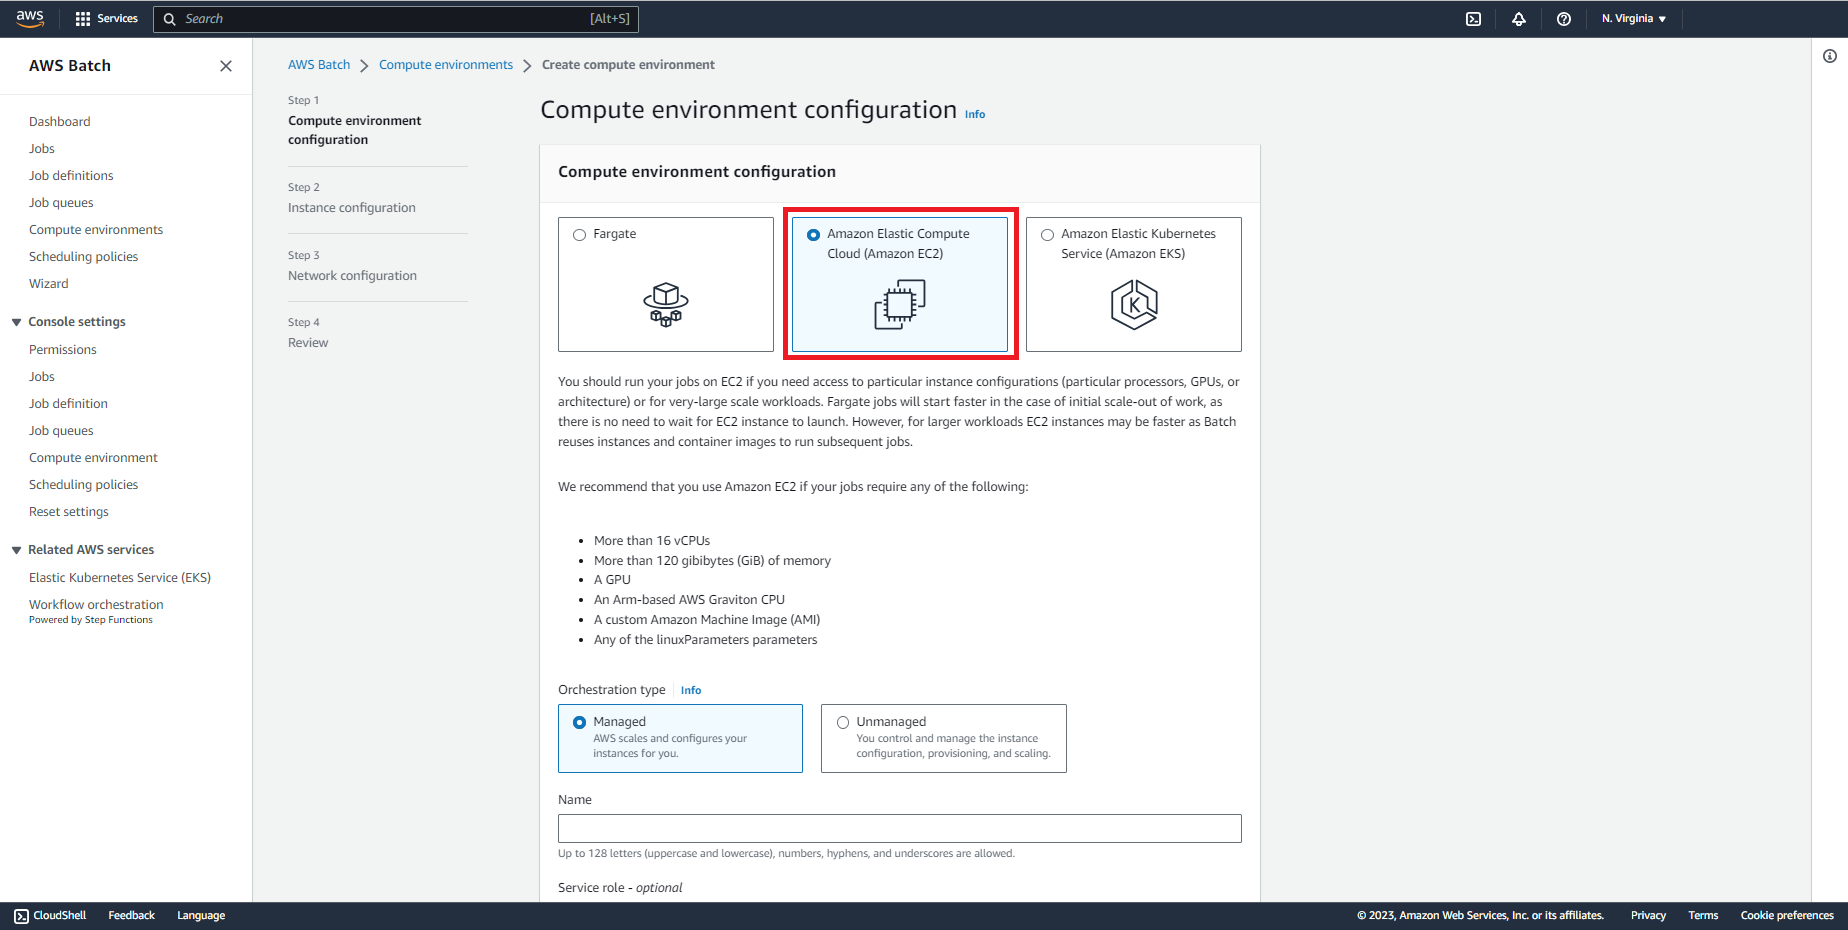 aws
Services
Search
[Alt+S]
N. Virginia
AWS Batch
Dashboard
Jobs
Job definitions
Job queues
Compute environments
Scheduling policies
Wizard
Console settings
Permissions
Jobs
Job definition
Job queues
Compute environment
Scheduling policies
Reset settings
Related AWS services
Elastic Kubernetes Service (EKS)
Workflow orchestration
Powered by Step Functions
AWS Batch
Compute environments
Create compute environment
Step 1
Compute environment
configuration
Step 2
Instance configuration
Step 3
Network configuration
Step 4
Review
Compute environment configuration Info
Compute environment configuration
Fargate
Amazon Elastic Compute
Cloud (Amazon EC2)
Amazon Elastic Kubernetes
Service (Amazon EKS)
K
You should run your jobs on EC2 if you need access to particular instance configurations (particular processors, GPUs, or
architecture) or for very-large scale workloads. Fargate jobs will start faster in the case of initial scale-out of work, as
there is no need to wait for EC2 instance to launch. However, for larger workloads EC2 instances may be faster as Batch
reuses instances and container images to run subsequent jobs.
We recommend that you use Amazon EC2 if your jobs require any of the following:
• More than 16 vCPUs
• More than 120 gibibytes (GiB) of memory
• A GPU
• An Arm-based AWS Graviton CPU
• A custom Amazon Machine Image (AMI)
• Any of the linuxParameters parameters
Orchestration type Info
Managed
AWS scales and configures your
instances for you.
Unmanaged
You control and manage the instance
configuration, provisioning, and scaling.
Name
Up to 128 letters (uppercase and lowercase), numbers, hyphens, and underscores are allowed.
Service role - optional
CloudShell
Feedback
Language
© 2023, Amazon Web Services, Inc. or its affiliates.
Privacy
Terms
Cookie preferences